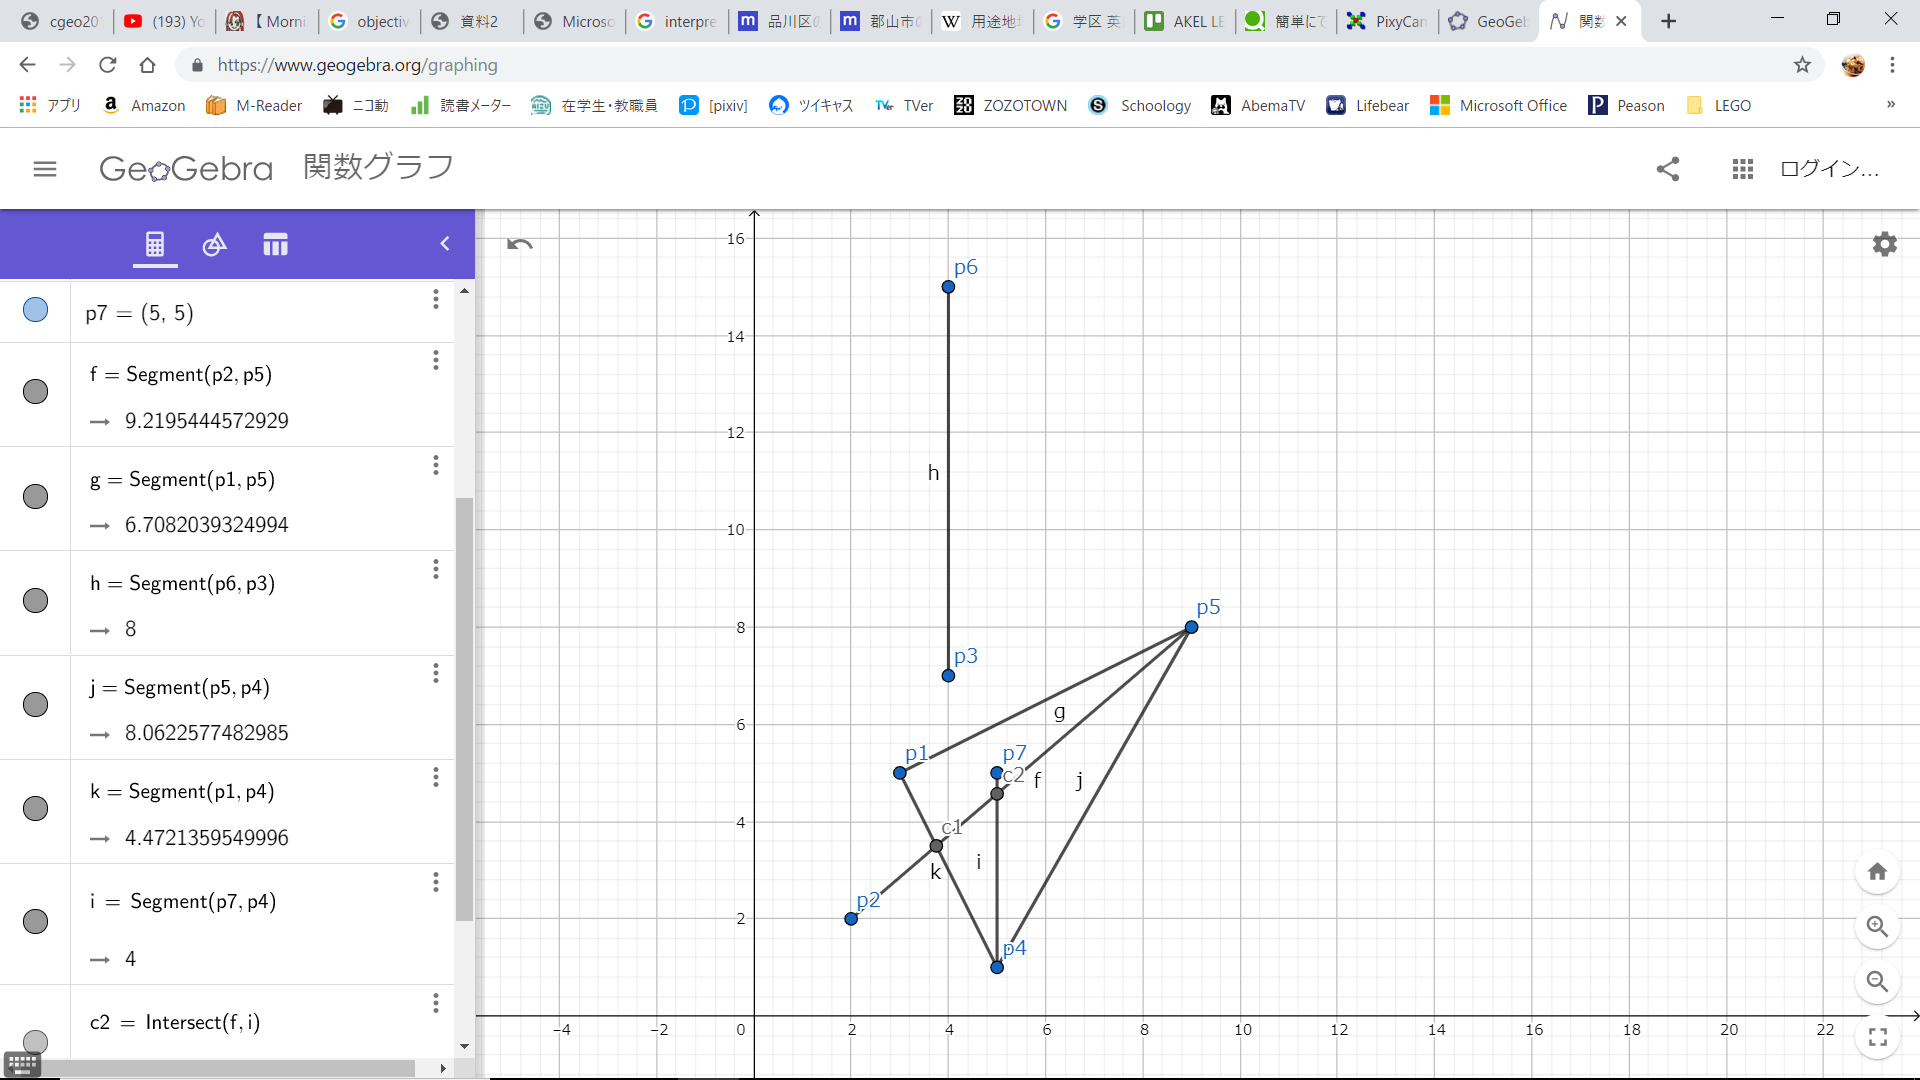 cgeo20
(193) Yo
【 Morni
objectiv
資料2
Microso
interpre
品川区の
郡山市の
用途地
学区 英
AKEL LE
簡単にて
PixyCan
GeoGeb
関数
https://www.geogebra.org/graphing
アプリ
Amazon
M-Reader
ニコ動
読書メーター
在学生・教職員
[pixiv]
ツイキャス
TVer
ZOZOTOWN
Schoology
AbemaTV
Lifebear
Microsoft Office
Peason
LEGO
»
GeoGebra 関数グラフ
ログイン...
p7 = (5, 5)
f = Segment(p2, p5)
→ 9.2195444572929
g = Segment(p1, p5)
→ 6.7082039324994
h = Segment(p6, p3)
→ 8
j = Segment(p5, p4)
→ 8.0622577482985
k = Segment(p1, p4)
→ 4.4721359549996
i = Segment(p7, p4)
→ 4
c2 = Intersect(f, i)
16
p6
14
12
h
10
p5
8
p3
g
6
p1
p7
c2
f
j
4
c1
i
k
p2
2
p4
-4
-2
0
2
4
6
8
10
12
14
16
18
20
22